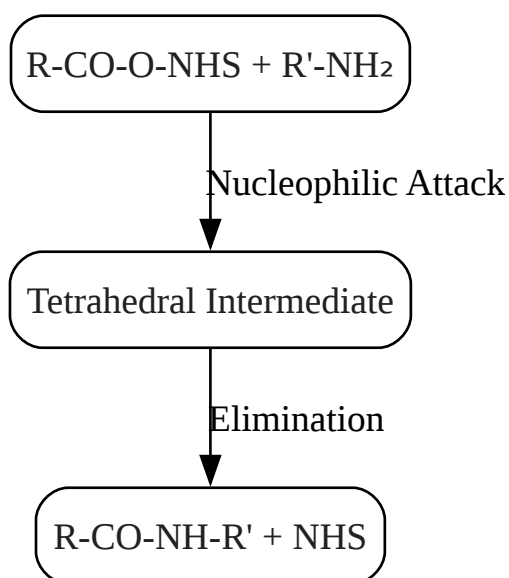 R-CO-O-NHS + R'-NH₂
Nucleophilic Attack
Tetrahedral Intermediate
Elimination
R-CO-NH-R' + NHS